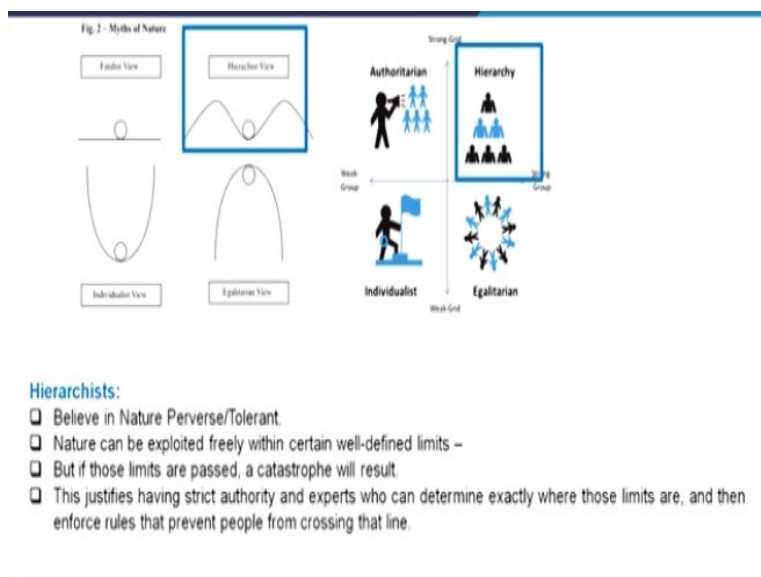 Fig. 2 – Myths of Nature
Fatalist View
Hierarchist View
Individualist View
Egalitarian View
Strong-Grid
Authoritarian
Hierarchy
Weak-
Group
Strong-
Group
Individualist
Egalitarian
Weak-Grid
Hierarchists:
Believe in Nature Perverse/Tolerant.
Nature can be exploited freely within certain well-defined limits –
But if those limits are passed, a catastrophe will result.
This justifies having strict authority and experts who can determine exactly where those limits are, and then
enforce rules that prevent people from crossing that line.